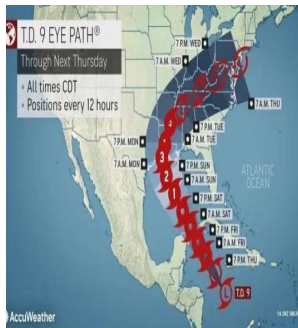 T.D. 9 EYE PATH®
Through Next Thursday
• All times CDT
• Positions every 12 hours
7 P.M. WED
7 A.M. WED
7 A.M. THU
7 P.M. TUE
7 A.M. TUE
7 P.M. MON
7 A.M. MON
3
2
7 P.M. SUN
7 A.M. SUN
ATLANTIC
OCEAN
7 P.M. SAT
7 A.M. SAT
7 P.M. FRI
7 A.M. FRI
7 P.M. THU
T.D. 9
AccuWeather